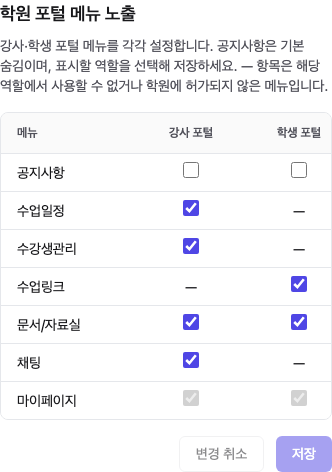 학원 포털 메뉴 노출
강사·학생 포털 메뉴를 각각 설정합니다. 공지사항은 기본
숨김이며, 표시할 역할을 선택해 저장하세요. — 항목은 해당
역할에서 사용할 수 없거나 학원에 허가되지 않은 메뉴입니다.
메뉴 강사 포털 학생 포털
공지사항
수업일정 —
수강생관리 —
수업링크 —
문서/자료실
채팅 —
마이페이지
변경 취소 저장